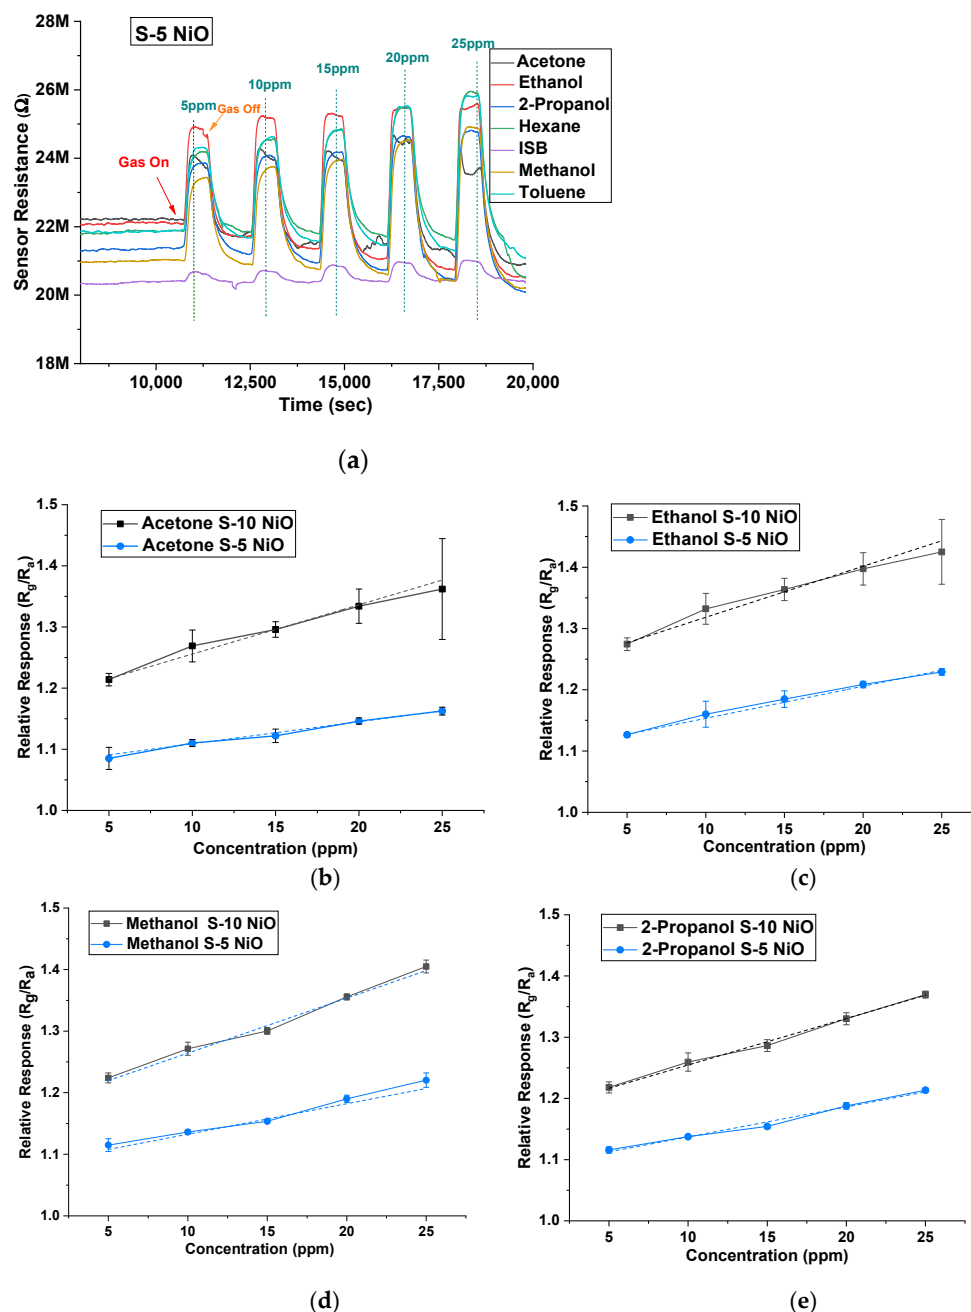 S-5 NiO
28M
26M
24M
22M
20M
18M
Sensor Resistance (Ω)
5ppm
10ppm
15ppm
20ppm
25ppm
Gas Off
Gas On
Acetone
Ethanol
2-Propanol
Hexane
ISB
Methanol
Toluene
10,000 12,500 15,000 17,500 20,000
Time (sec)
(a)
Acetone S-10 NiO
Acetone S-5 NiO
1.5
1.4
1.3
1.2
1.1
1.0
Relative Response (Rg/Ra)
5 10 15 20 25
Concentration (ppm)
(b)
Ethanol S-10 NiO
Ethanol S-5 NiO
1.5
1.4
1.3
1.2
1.1
1.0
Relative Response (Rg/Ra)
5 10 15 20 25
Concentration (ppm)
(c)
Methanol S-10 NiO
Methanol S-5 NiO
1.5
1.4
1.3
1.2
1.1
1.0
Relative Response (Rg/Ra)
5 10 15 20 25
Concentration (ppm)
(d)
2-Propanol S-10 NiO
2-Propanol S-5 NiO
1.5
1.4
1.3
1.2
1.1
1.0
Relative Response (Rg/Ra)
5 10 15 20 25
Concentration (ppm)
(e)